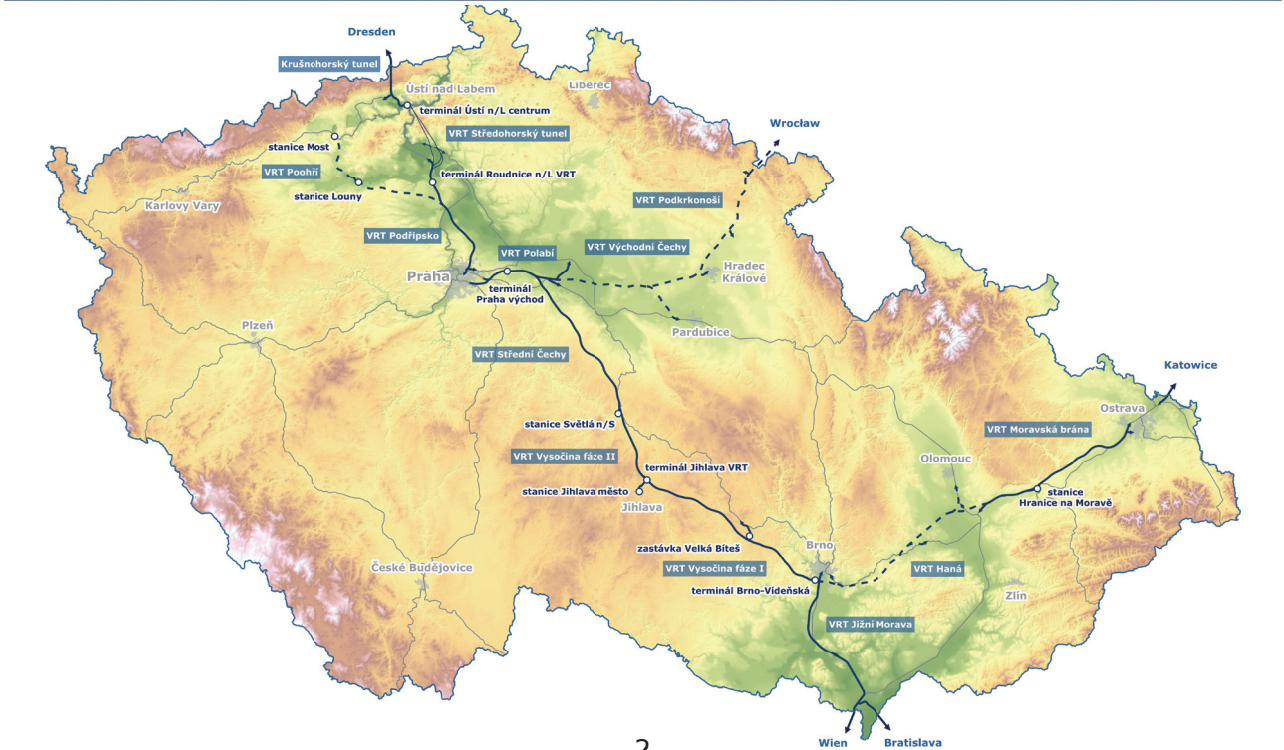 Dresden
Krušnohorský tunel
Ústí nad Labem
Liberec
terminál Ústí n/L centrum
Wrocław
VRT Středohorský tunel
stanice Most
VRT Poohří
terminál Roudnice n/L VRT
stanice Louny
VRT Podkrkonoší
Karlovy Vary
VRT Podřipsko
VRT Polabí
VRT Východní Čechy
Praha
Hradec
Králové
terminál
Praha východ
Plzeň
Pardubice
VRT Střední Čechy
Katowice
Ostrava
stanice Světlá n/S
VRT Moravská brána
VRT Vysočina fáze II
terminál Jihlava VRT
Olomouc
stanice Jihlava město
stanice
Hranice na Moravě
Jihlava
zastávka Velká Bíteš
Brno
České Budějovice
VRT Vysočina fáze I
VRT Haná
terminál Brno-Vídeňská
Zlín
VRT Jižní Morava
Wien
Bratislava
2